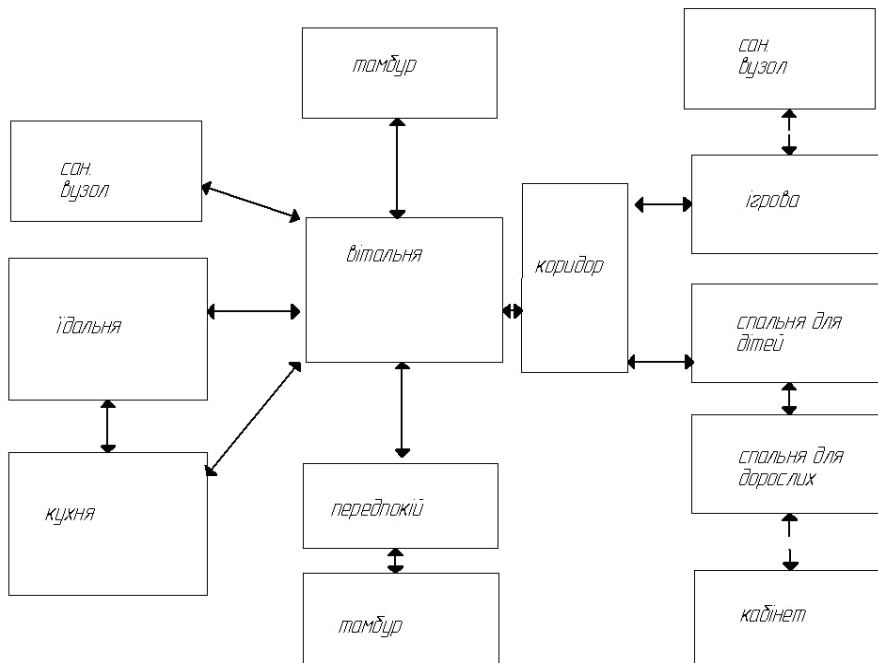 тамбур
сан.
вузол
сан.
вузол
ігрова
вітальня
коридор
їдальня
спальня для
дітей
спальня для
дорослих
кухня
передпокій
тамбур
кабінет